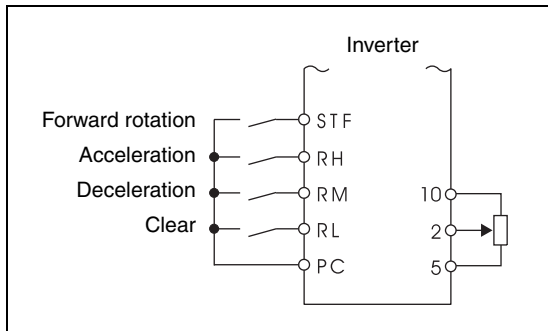 Inverter
Forward rotation STF
Acceleration RH
Deceleration RM 10
Clear RL 2
PC 5